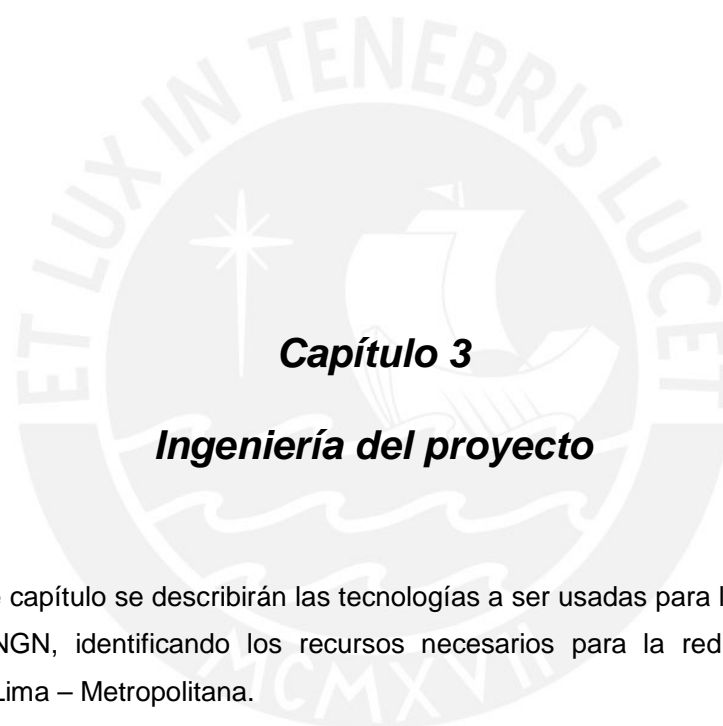 ET LUX IN TENEBRIS LUCET
Capítulo 3
Ingeniería del proyecto
capítulo se describirán las tecnologías a ser usadas para
NGN, identificando los recursos necesarios para la red
Lima – Metropolitana.
MCMXVII